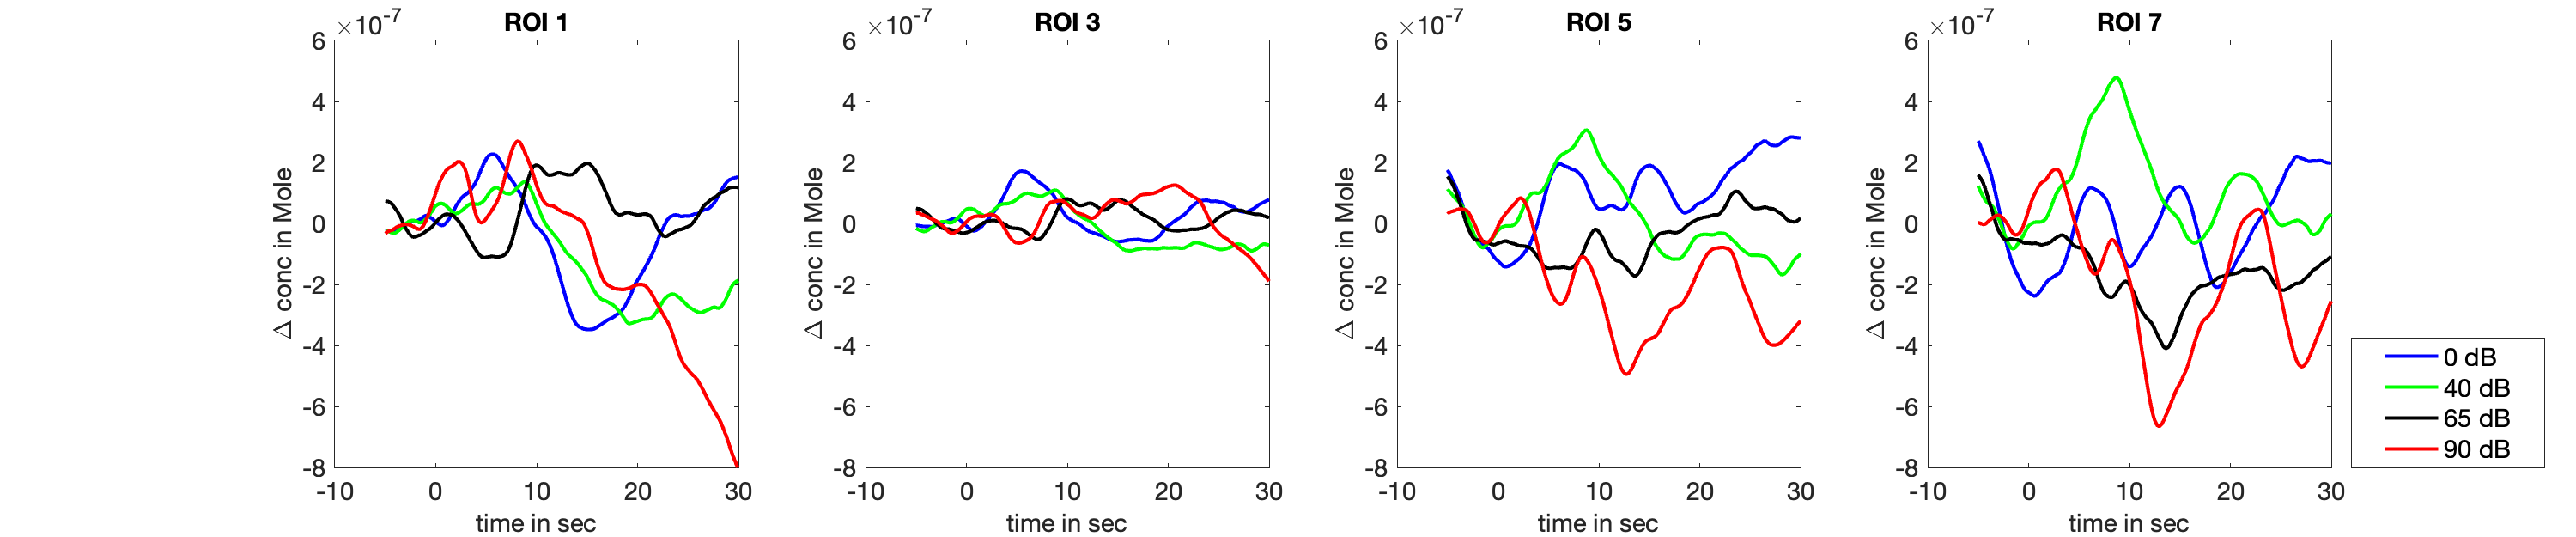 ×10-7 ROI 1
6
4
2
0
-2
-4
-6
-8
-10 0 10 20 30
time in sec
Δ conc in Mole
×10-7 ROI 3
6
4
2
0
-2
-4
-6
-8
-10 0 10 20 30
time in sec
Δ conc in Mole
×10-7 ROI 5
6
4
2
0
-2
-4
-6
-8
-10 0 10 20 30
time in sec
Δ conc in Mole
×10-7 ROI 7
6
4
2
0
-2
-4
-6
-8
-10 0 10 20 30
time in sec
Δ conc in Mole
0 dB
40 dB
65 dB
90 dB